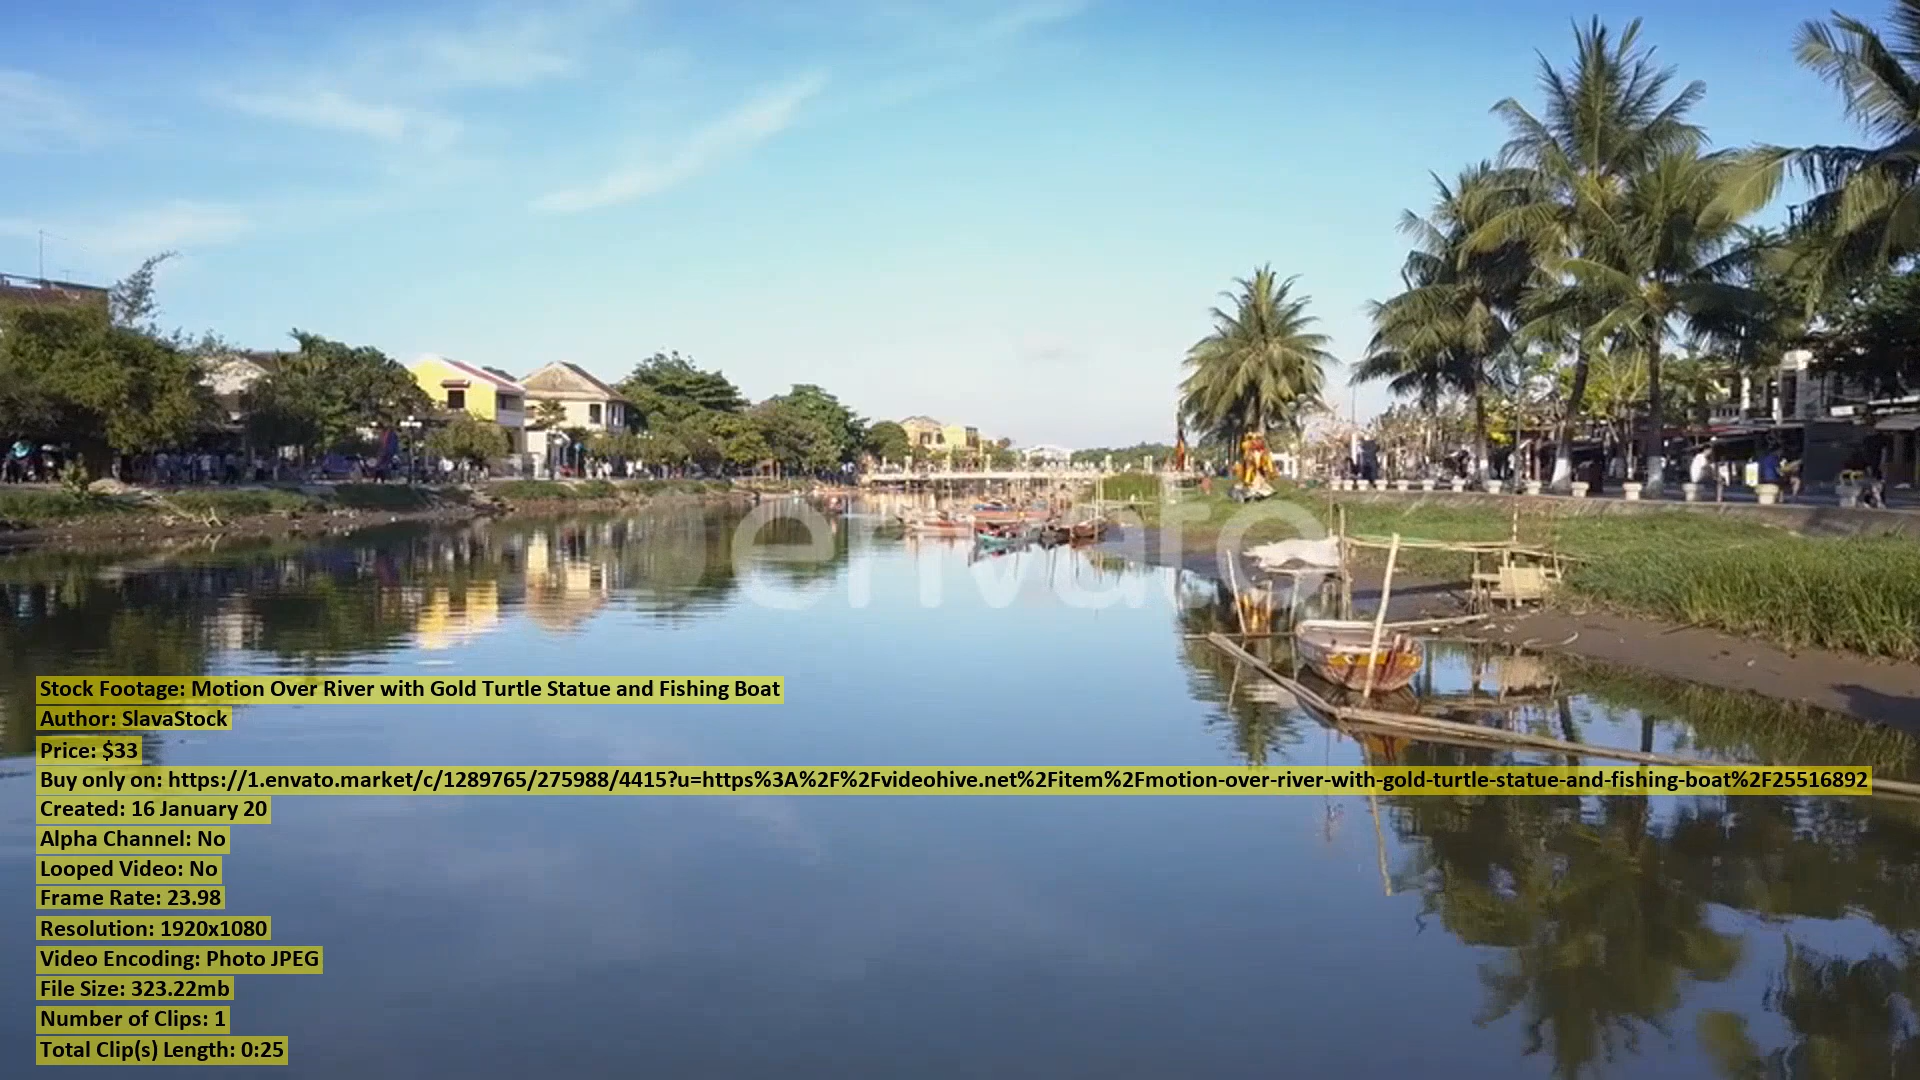 envato
Stock Footage: Motion Over River with Gold Turtle Statue and Fishing Boat
Author: SlavaStock
Price: $33
Buy only on: https://1.envato.market/c/1289765/275988/4415?u=https%3A%2F%2Fvideohive.net%2Fitem%2Fmotion-over-river-with-gold-turtle-statue-and-fishing-boat%2F25516892
Created: 16 January 20
Alpha Channel: No
Looped Video: No
Frame Rate: 23.98
Resolution: 1920x1080
Video Encoding: Photo JPEG
File Size: 323.22mb
Number of Clips: 1
Total Clip(s) Length: 0:25